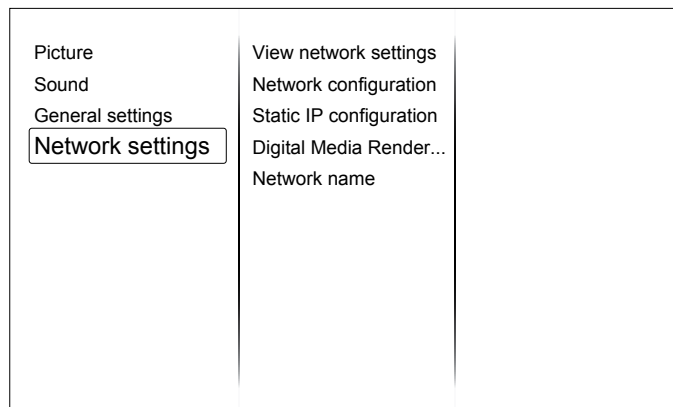 Picture
Sound
General settings
Network settings
View network settings
Network configuration
Static IP configuration
Digital Media Render...
Network name